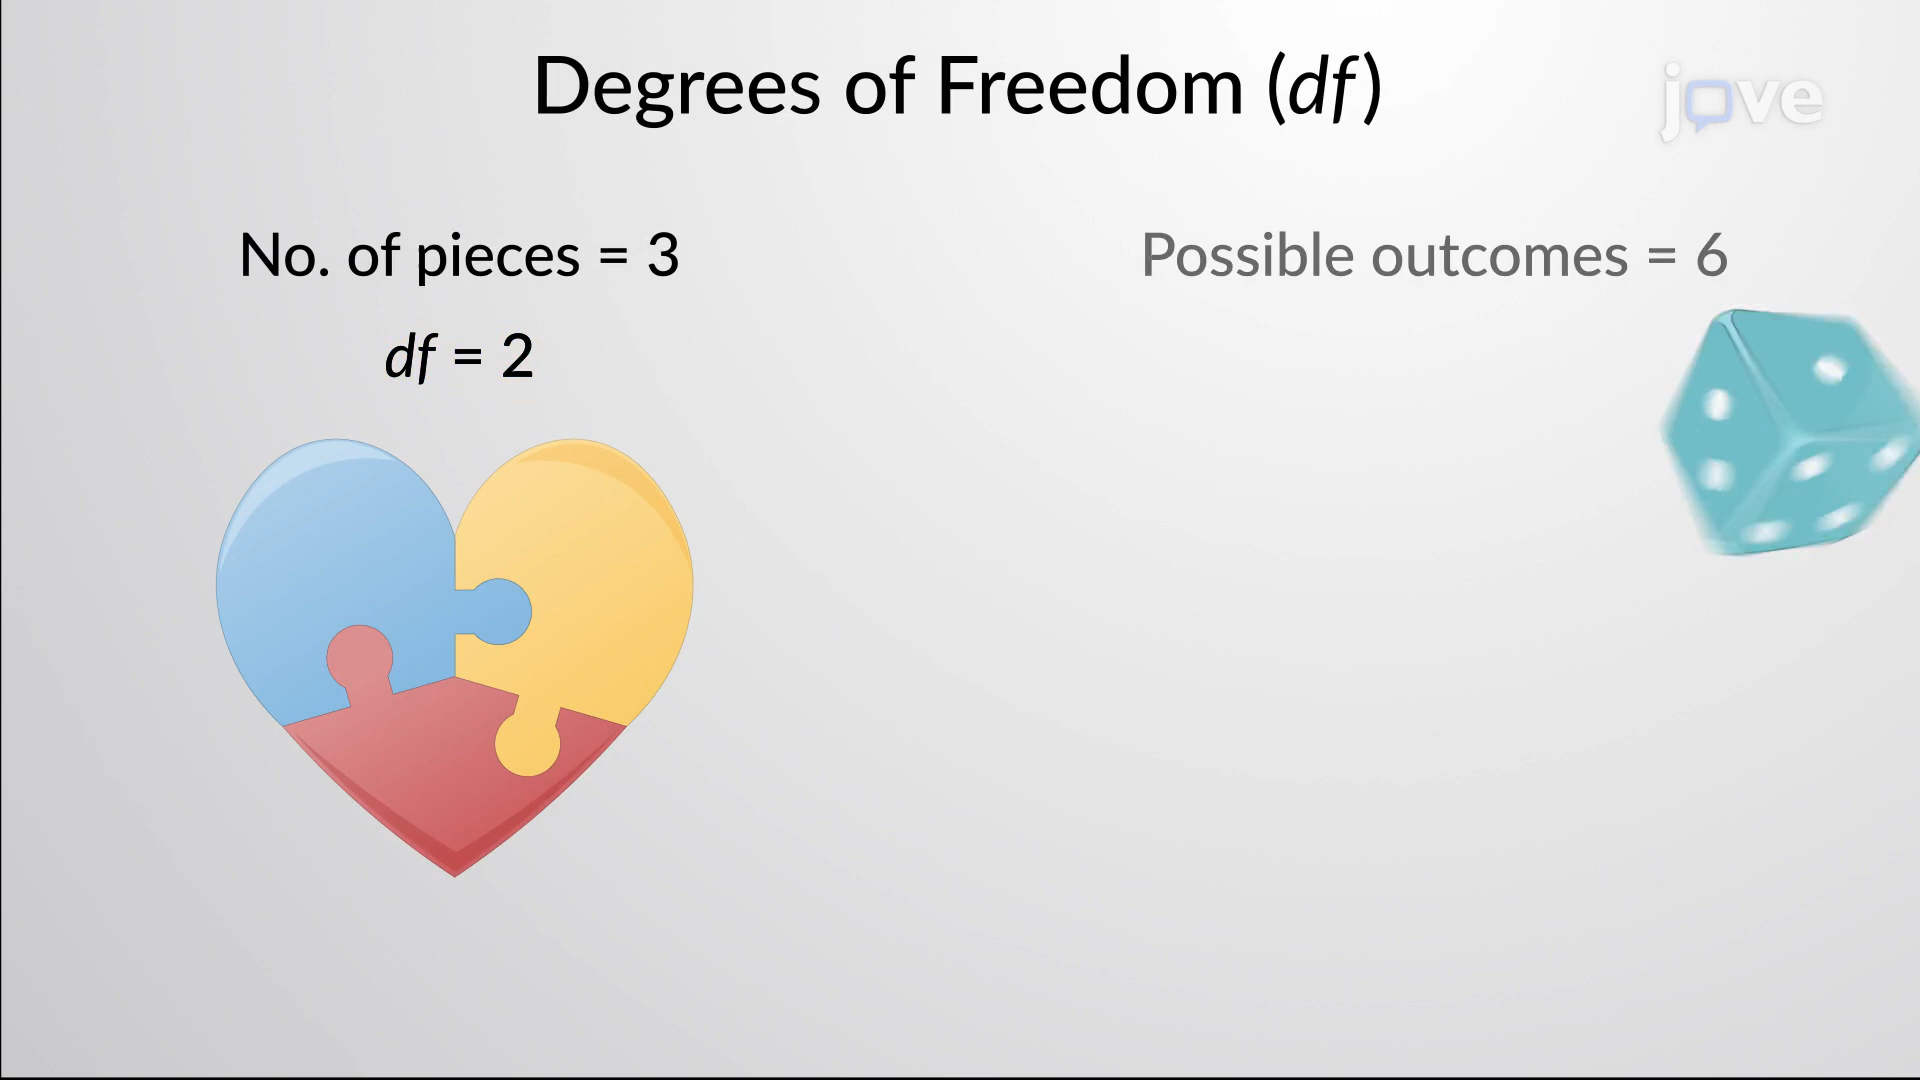 Degrees of Freedom (df)
jove
No. of pieces = 3
df = 2
Possible outcomes = 6